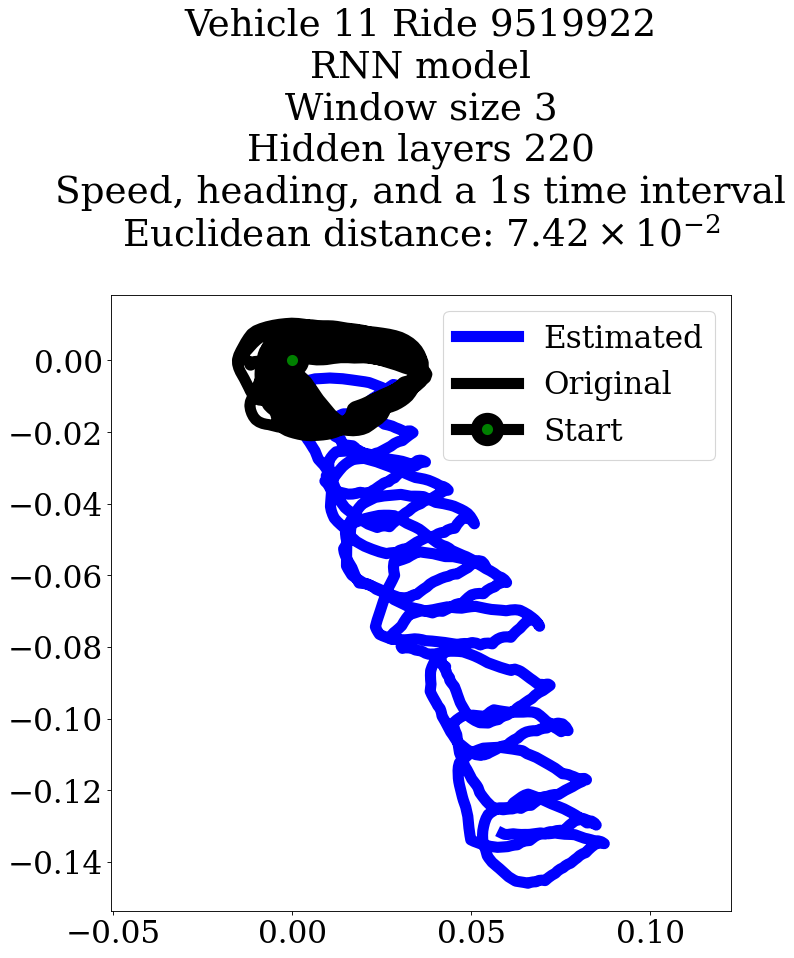 Vehicle 11 Ride 9519922
RNN model
Window size 3
Hidden layers 220
Speed, heading, and a 1s time interval
Euclidean distance: 7.42 × 10⁻²
Estimated
Original
Start
0.00
−0.02
−0.04
−0.06
−0.08
−0.10
−0.12
−0.14
−0.05 0.00 0.05 0.10